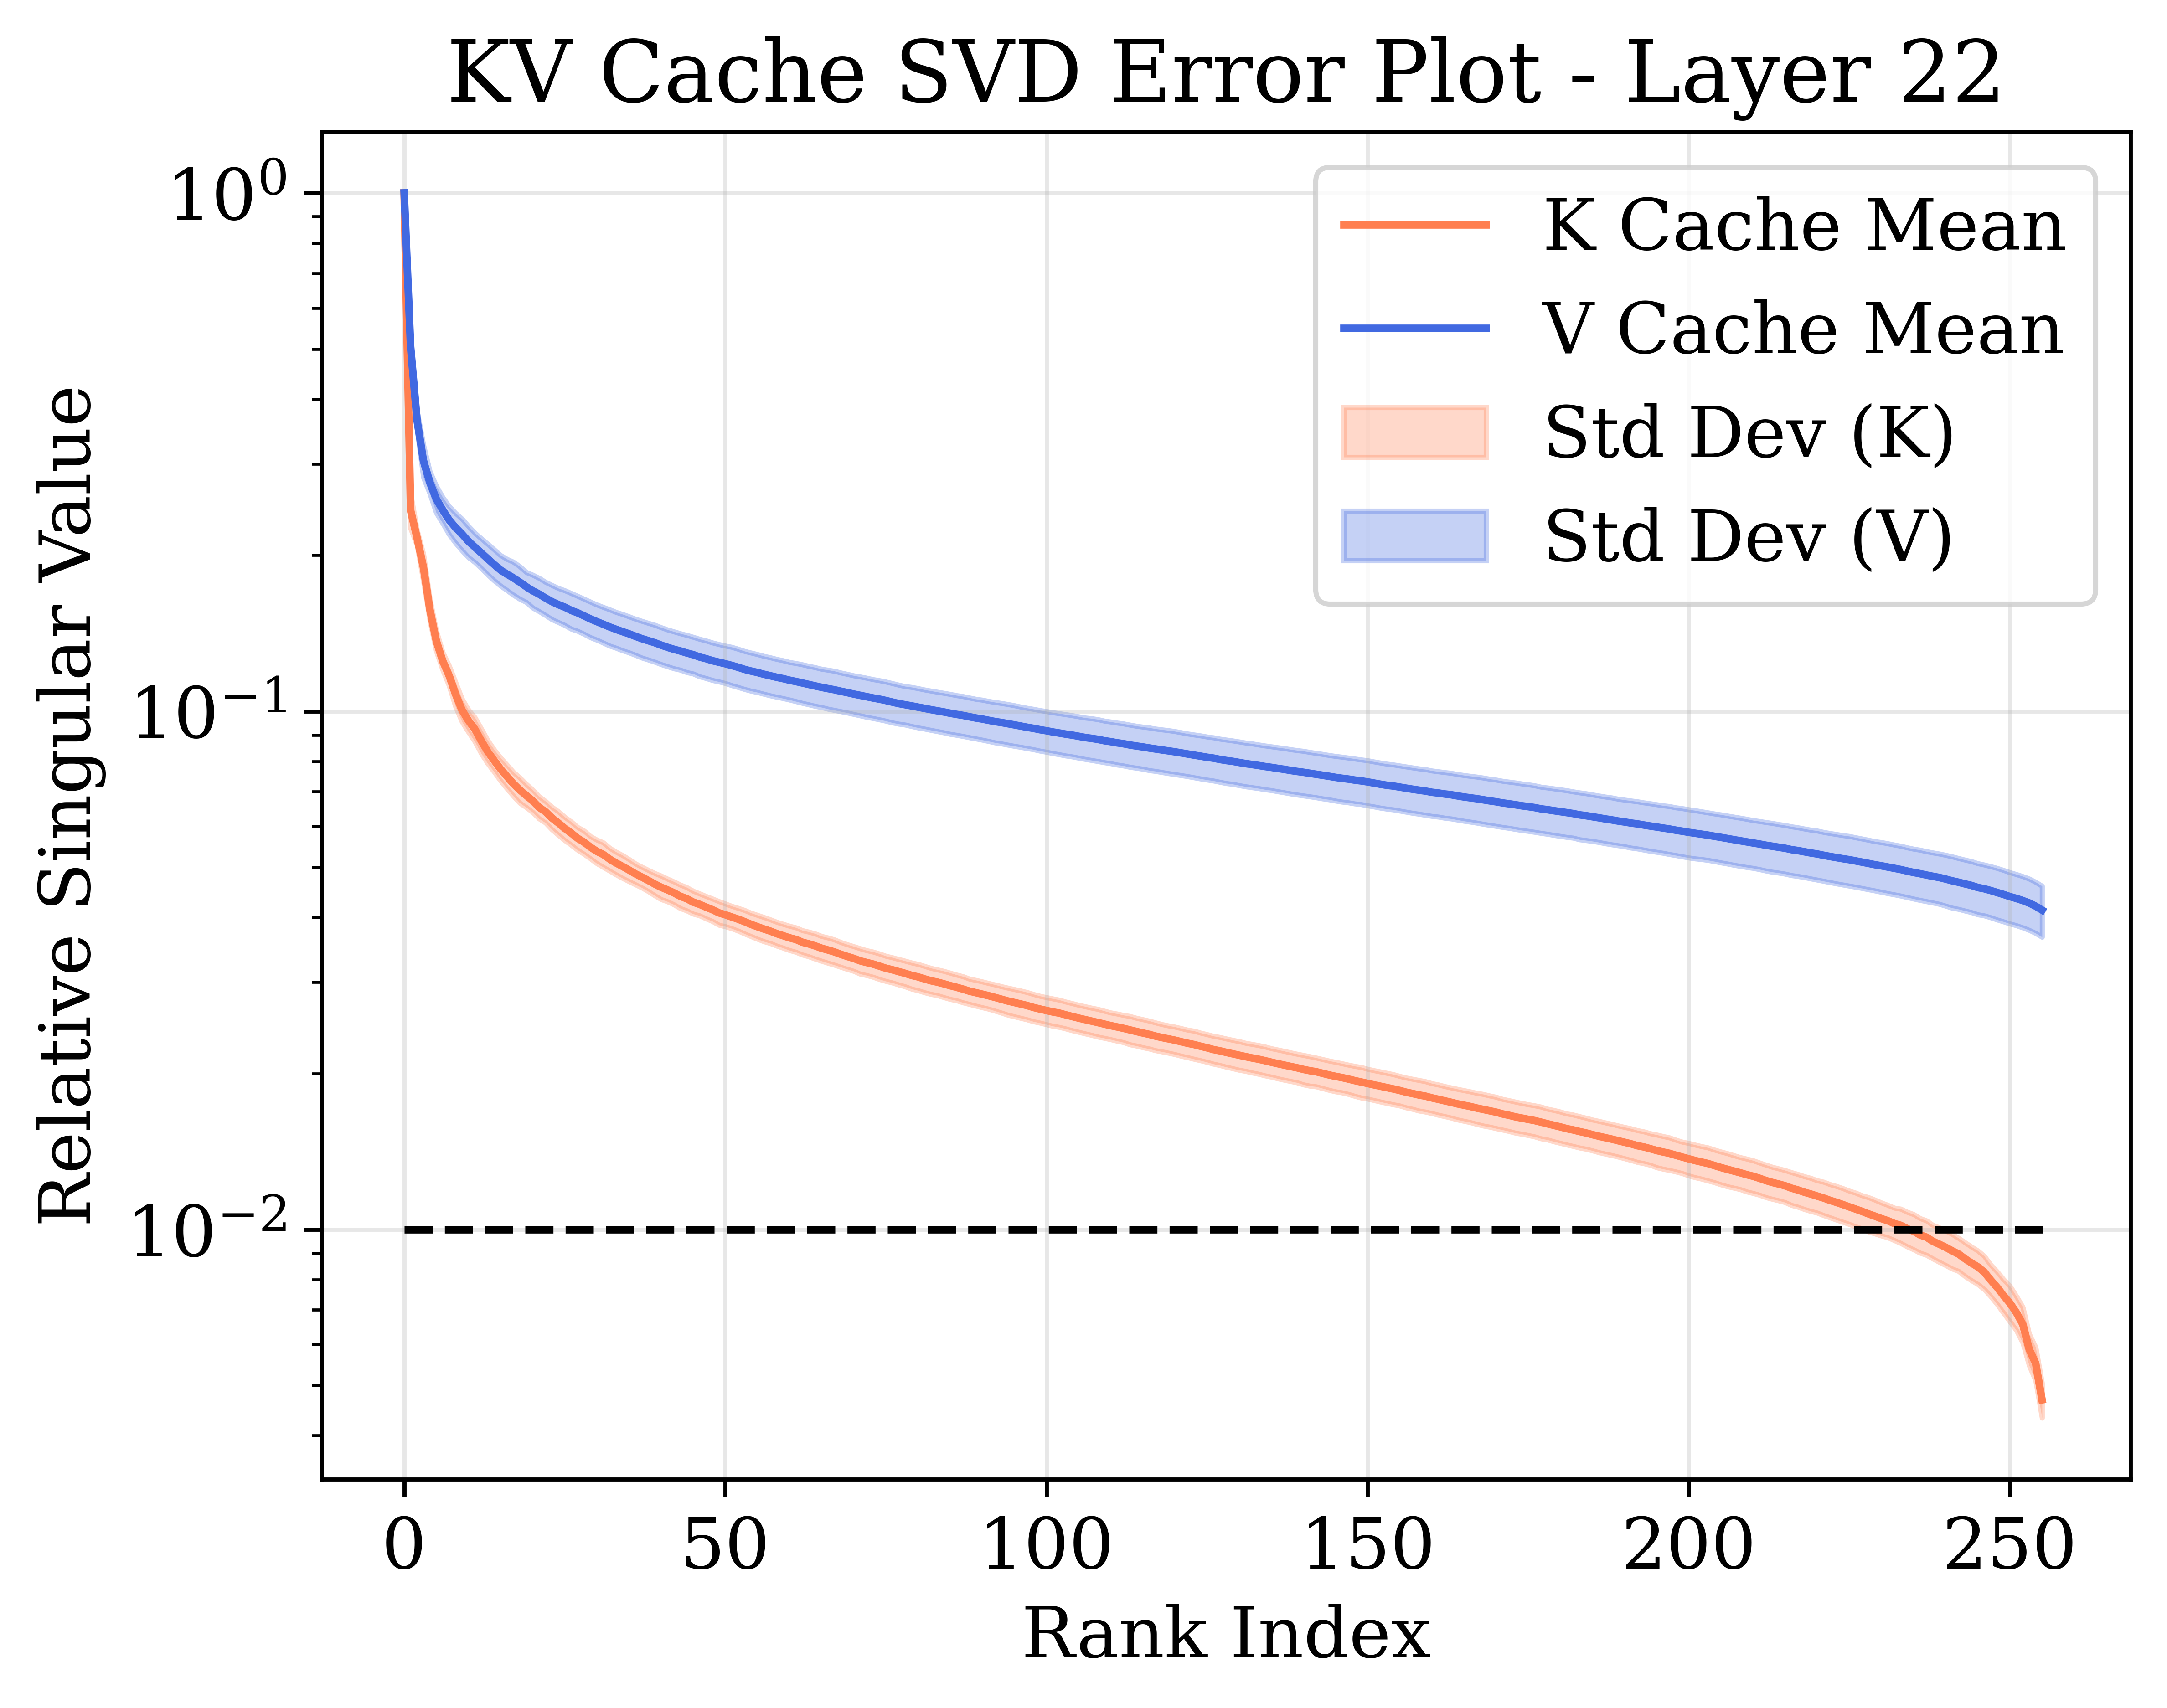 KV Cache SVD Error Plot - Layer 22
Relative Singular Value
10⁰
10⁻¹
10⁻²
K Cache Mean
V Cache Mean
Std Dev (K)
Std Dev (V)
0 50 100 150 200 250
Rank Index